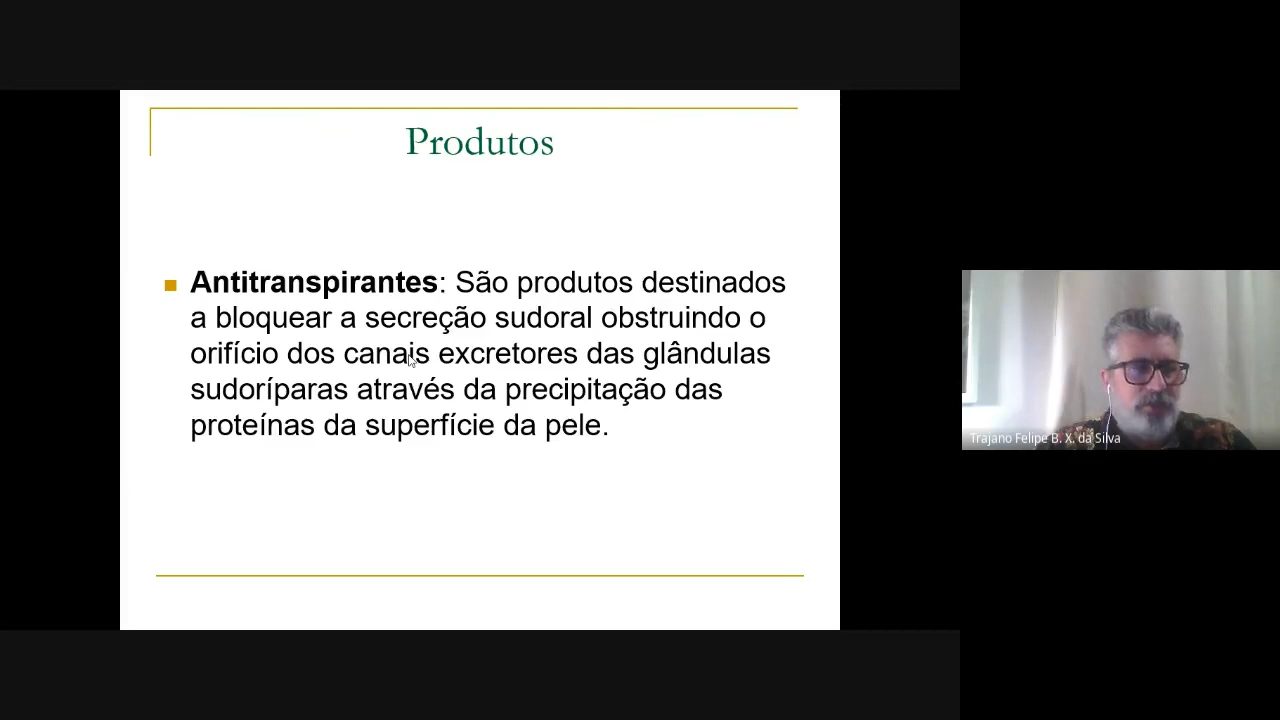 Produtos
Antitranspirantes: São produtos destinados
a bloquear a secreção sudoral obstruindo o
orifício dos canais excretores das glândulas
sudoríparas através da precipitação das
proteínas da superfície da pele.
Trajano Felipe B. X. da Silva